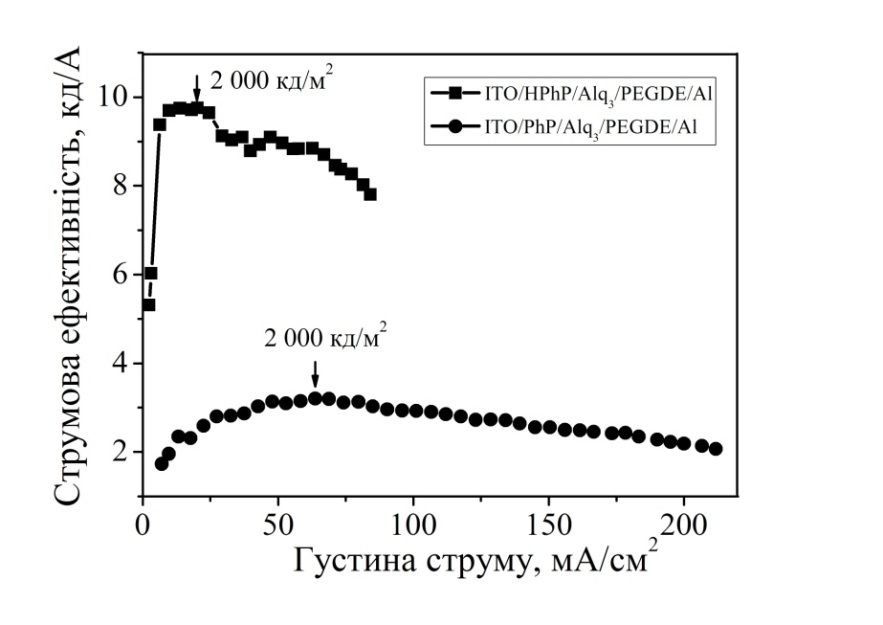 Струмова ефективність, кд/А
10
8
6
4
2
2 000 кд/м²
2 000 кд/м²
ITO/HPhP/Alq₃/PEGDE/Al
ITO/PhP/Alq₃/PEGDE/Al
0 50 100 150 200
Густина струму, мА/см²